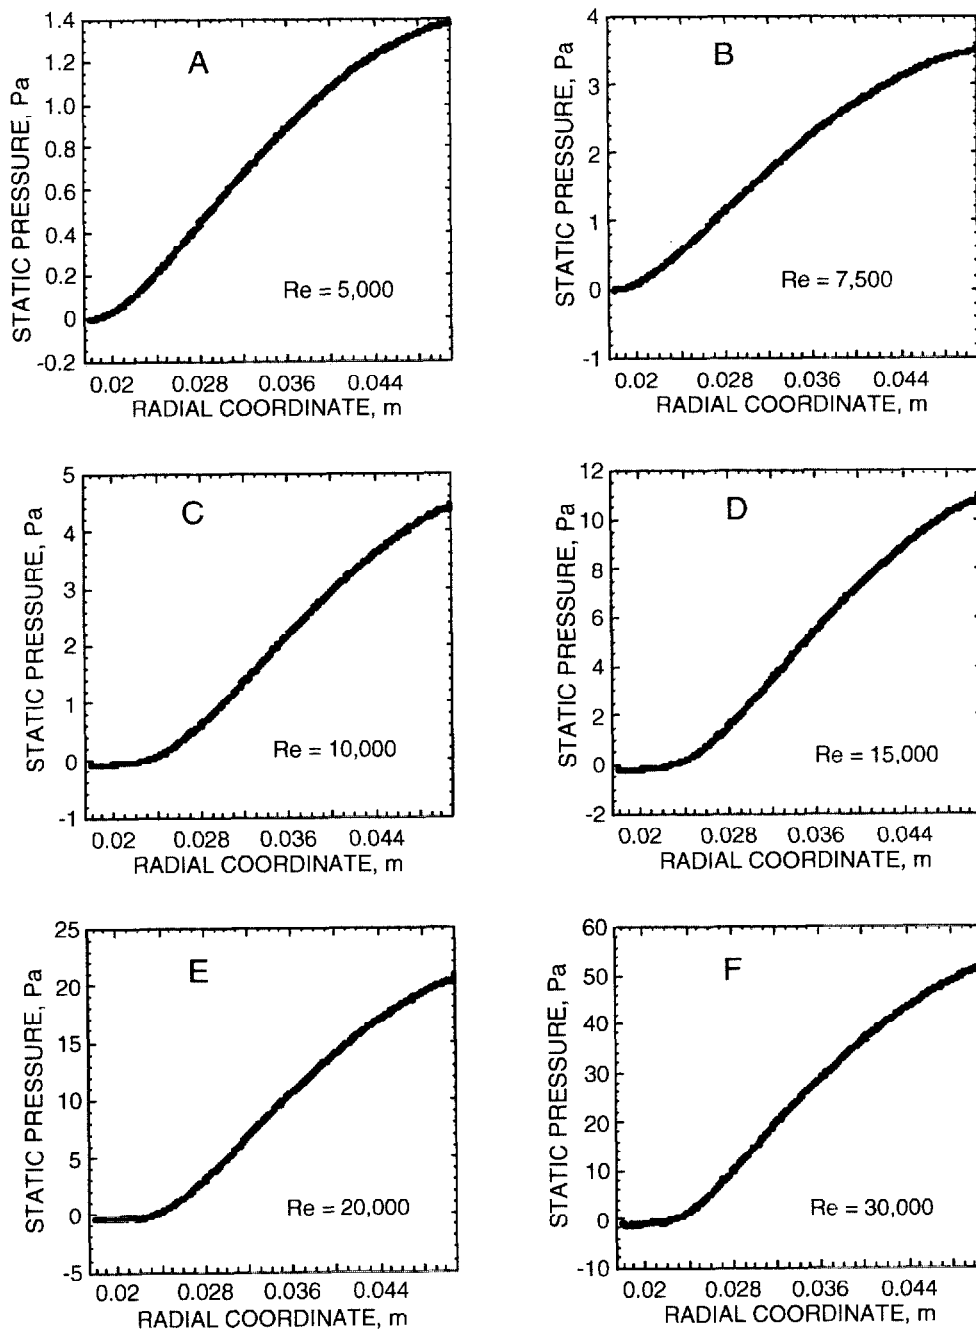 A
STATIC PRESSURE, Pa
1.4
1.2
1.0
0.8
0.6
0.4
0.2
0
-0.2
Re = 5,000
0.02 0.028 0.036 0.044
RADIAL COORDINATE, m
B
STATIC PRESSURE, Pa
4
3
2
1
0
-1
Re = 7,500
0.02 0.028 0.036 0.044
RADIAL COORDINATE, m
C
STATIC PRESSURE, Pa
5
4
3
2
1
0
-1
Re = 10,000
0.02 0.028 0.036 0.044
RADIAL COORDINATE, m
D
STATIC PRESSURE, Pa
12
10
8
6
4
2
0
-2
Re = 15,000
0.02 0.028 0.036 0.044
RADIAL COORDINATE, m
E
STATIC PRESSURE, Pa
25
20
15
10
5
0
-5
Re = 20,000
0.02 0.028 0.036 0.044
RADIAL COORDINATE, m
F
STATIC PRESSURE, Pa
60
50
40
30
20
10
0
-10
Re = 30,000
0.02 0.028 0.036 0.044
RADIAL COORDINATE, m